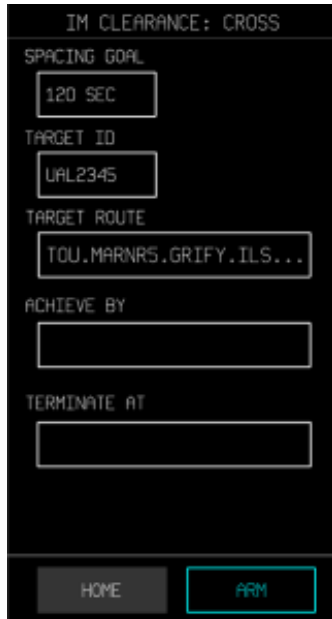 IM CLEARANCE: CROSS
SPACING GOAL
120 SEC
TARGET ID
UAL2345
TARGET ROUTE
TOU.MARNR5.GRIFY.ILS...
ACHIEVE BY
TERMINATE AT
HOME
ARM